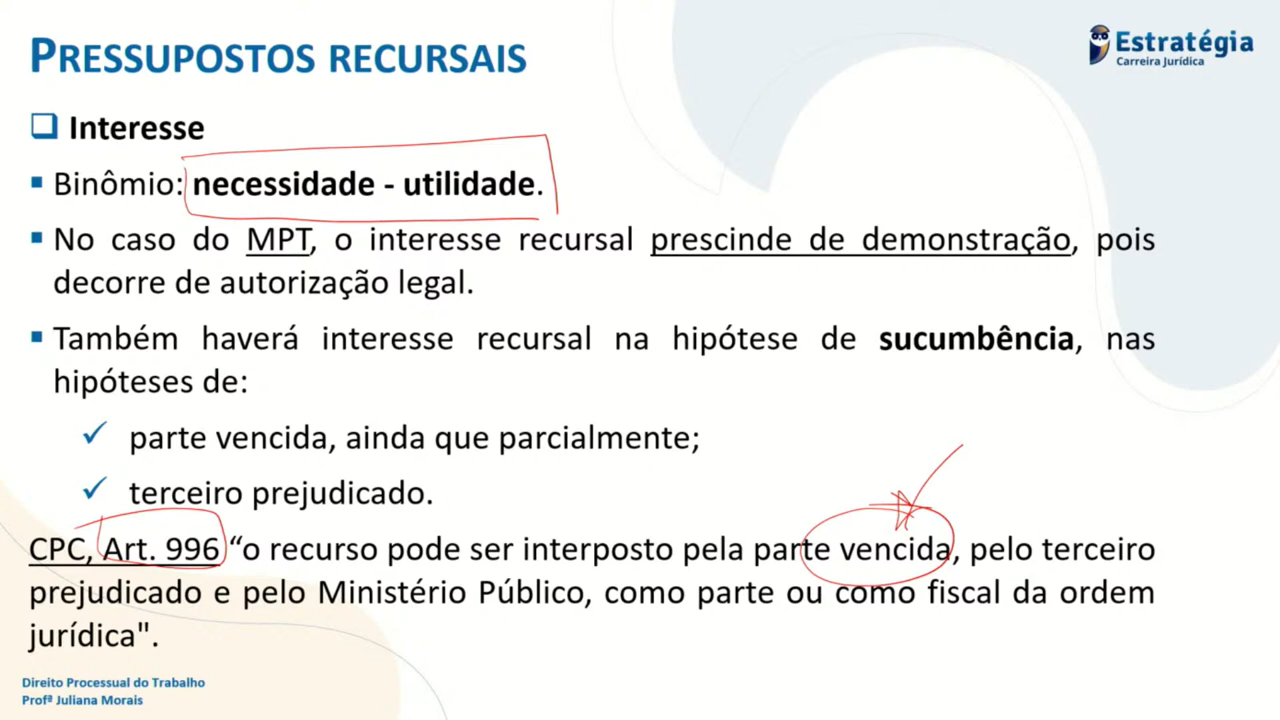 PRESSUPOSTOS RECURSAIS
Estratégia
Carreira Jurídica
Interesse
Binômio: necessidade - utilidade.
No caso do MPT, o interesse recursal prescinde de demonstração, pois
decorre de autorização legal.
Também haverá interesse recursal na hipótese de sucumbência, nas
hipóteses de:
parte vencida, ainda que parcialmente;
terceiro prejudicado.
CPC, Art. 996 “o recurso pode ser interposto pela parte vencida, pelo terceiro
prejudicado e pelo Ministério Público, como parte ou como fiscal da ordem
jurídica".
Direito Processual do Trabalho
Profª Juliana Morais